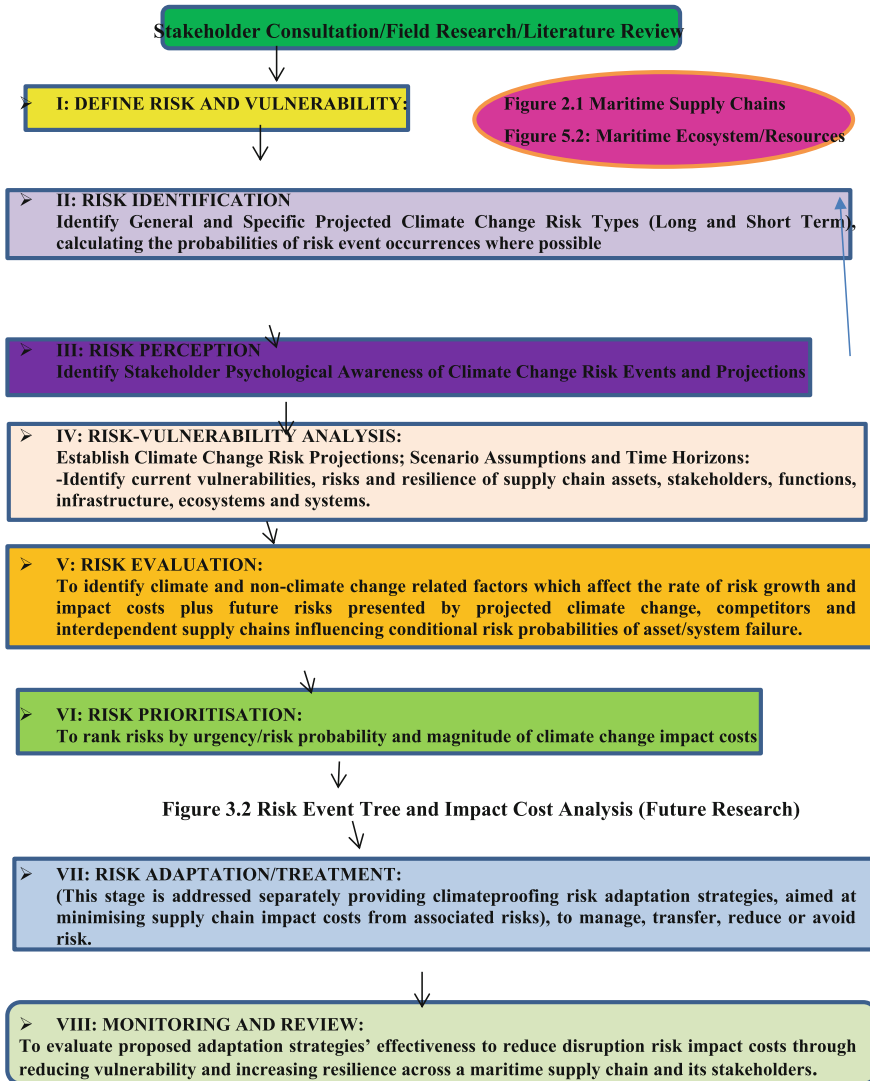 Stakeholder Consultation/Field Research/Literature Review
➢ I: DEFINE RISK AND VULNERABILITY:
Figure 2.1 Maritime Supply Chains
Figure 5.2: Maritime Ecosystem/Resources
➢ II: RISK IDENTIFICATION
Identify General and Specific Projected Climate Change Risk Types (Long and Short Term),
calculating the probabilities of risk event occurrences where possible
➢ III: RISK PERCEPTION
Identify Stakeholder Psychological Awareness of Climate Change Risk Events and Projections
➢ IV: RISK-VULNERABILITY ANALYSIS:
Establish Climate Change Risk Projections; Scenario Assumptions and Time Horizons:
-Identify current vulnerabilities, risks and resilience of supply chain assets, stakeholders, functions,
infrastructure, ecosystems and systems.
➢ V: RISK EVALUATION:
To identify climate and non-climate change related factors which affect the rate of risk growth and
impact costs plus future risks presented by projected climate change, competitors and
interdependent supply chains influencing conditional risk probabilities of asset/system failure.
➢ VI: RISK PRIORITISATION:
To rank risks by urgency/risk probability and magnitude of climate change impact costs
Figure 3.2 Risk Event Tree and Impact Cost Analysis (Future Research)
➢ VII: RISK ADAPTATION/TREATMENT:
(This stage is addressed separately providing climateproofing risk adaptation strategies, aimed at
minimising supply chain impact costs from associated risks), to manage, transfer, reduce or avoid
risk.
➢ VIII: MONITORING AND REVIEW:
To evaluate proposed adaptation strategies’ effectiveness to reduce disruption risk impact costs through
reducing vulnerability and increasing resilience across a maritime supply chain and its stakeholders.